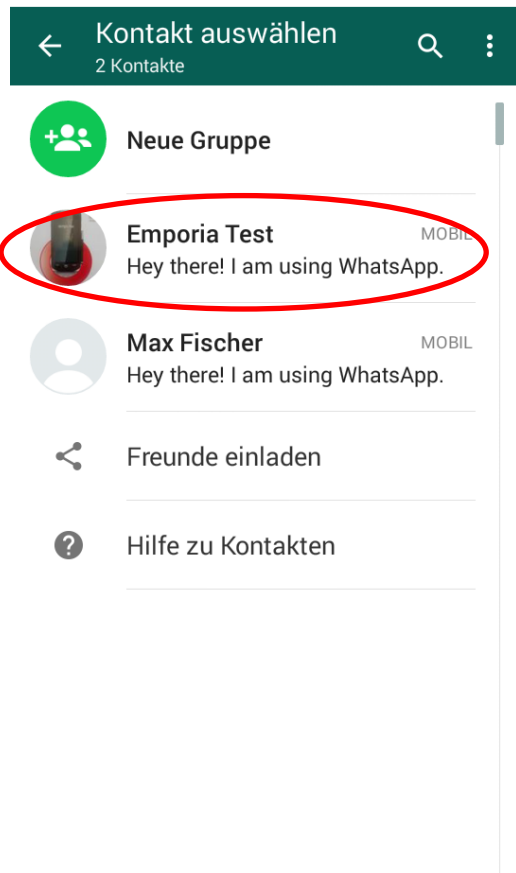 Kontakt auswählen
2 Kontakte
Neue Gruppe
Emporia Test MOBIL
Hey there! I am using WhatsApp.
Max Fischer MOBIL
Hey there! I am using WhatsApp.
Freunde einladen
Hilfe zu Kontakten